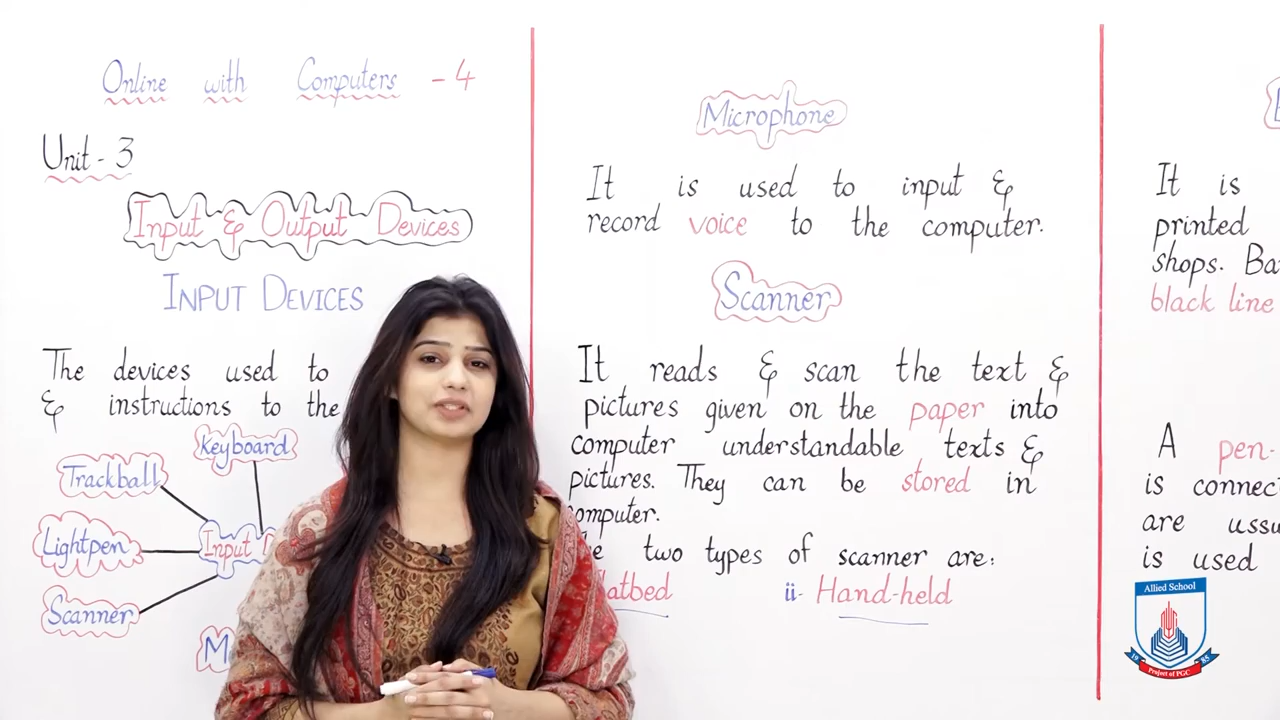 Online with Computers - 4
Unit - 3
Input & Output Devices
INPUT DEVICES
The devices used to
& instructions to the
Keyboard
Trackball
Lightpen
Input
Scanner
Microphone
It is used to input &
record voice to the computer.
Scanner
It reads & scan the text &
pictures given on the paper into
computer understandable texts &
pictures. They can be stored in
computer.
two types of scanner are:
ii- Hand-held
It is
printed
shops.
black line
A pen-
is
are
is used
Allied School
Project of PGC